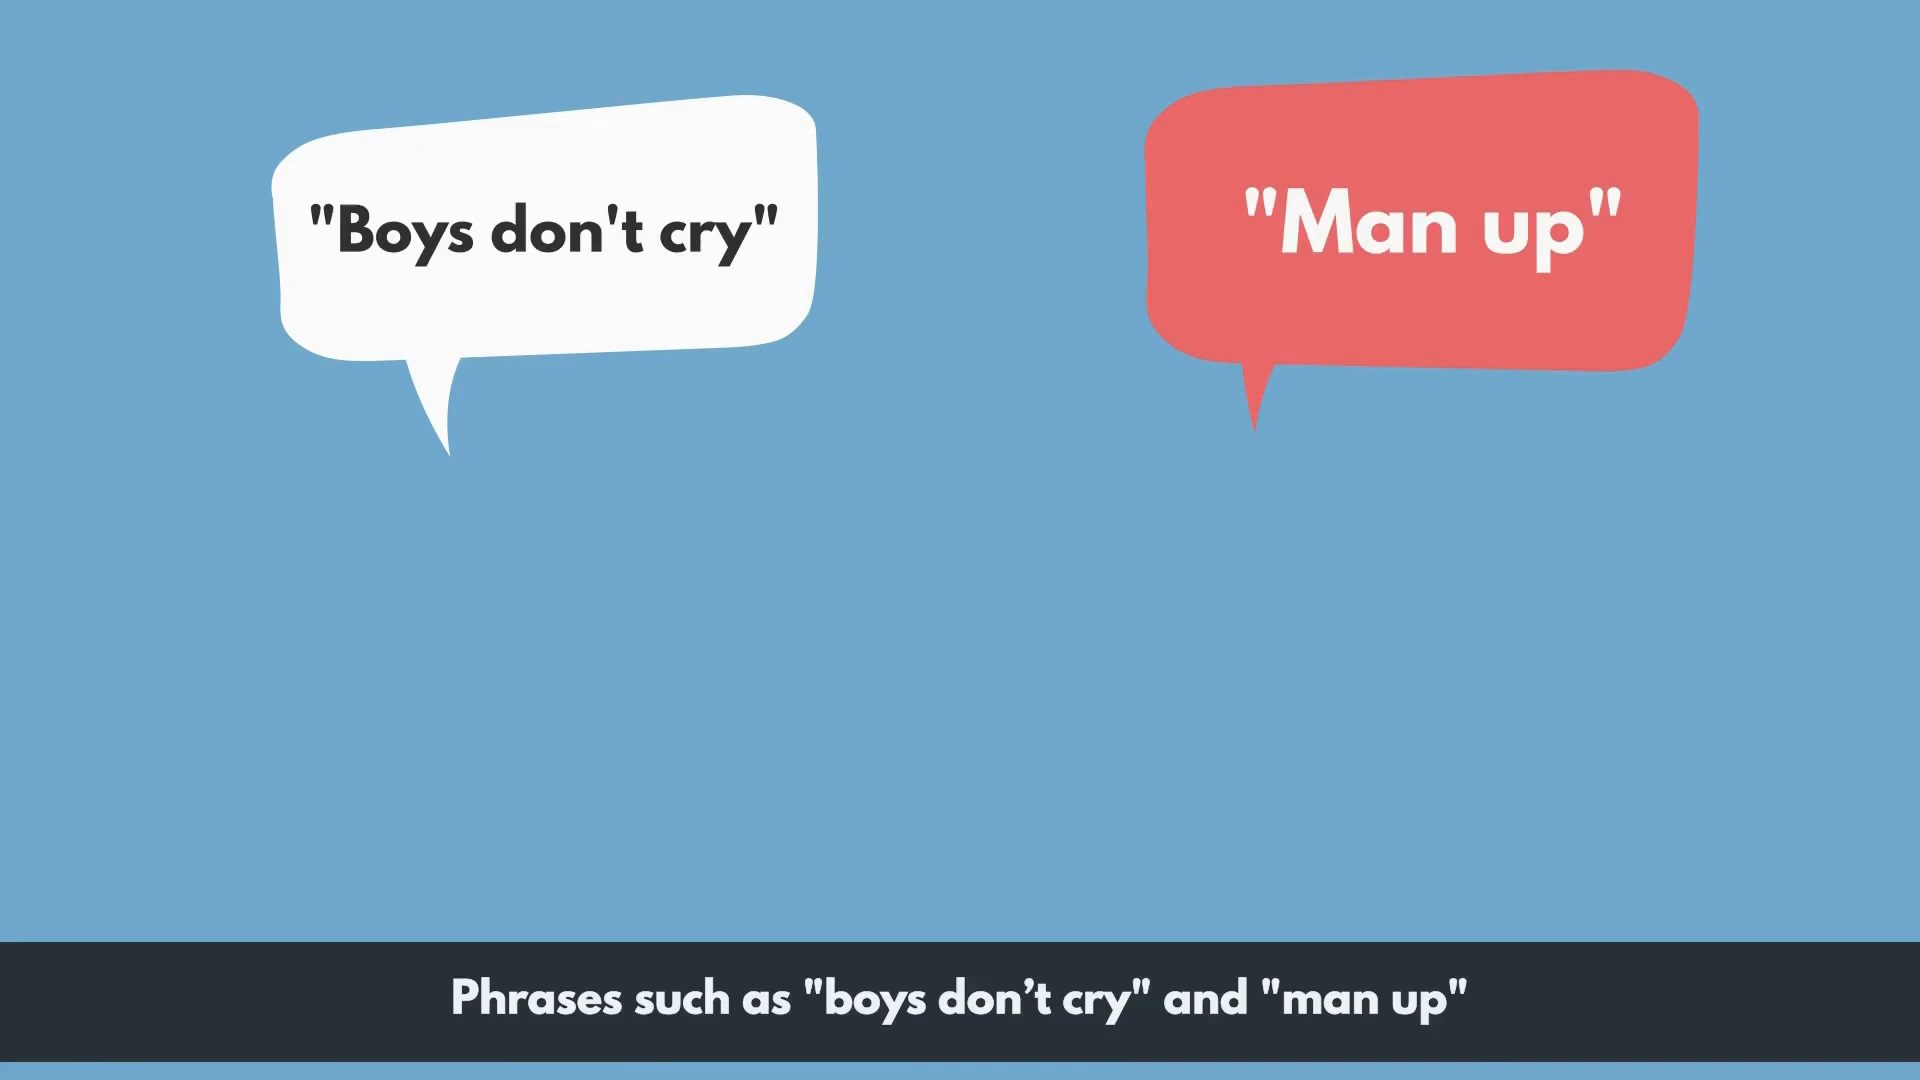 "Boys don't cry"
"Man up"
Phrases such as "boys don’t cry" and "man up"